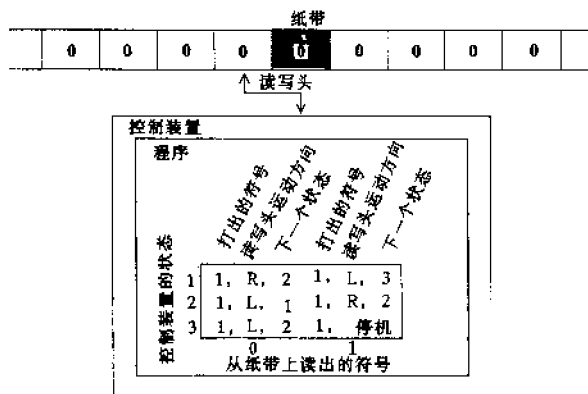 纸带
0 0 0 0 0 0 0 0 0
读写头
控制装置
程序
打出的符号
读写头运动方向
下一个状态
打出的符号
读写头运动方向
下一个状态
控制装置的状态
1 1, R, 2 1, L, 3
2 1, L, 1 1, R, 2
3 1, L, 2 1, 停机
0 1
从纸带上读出的符号